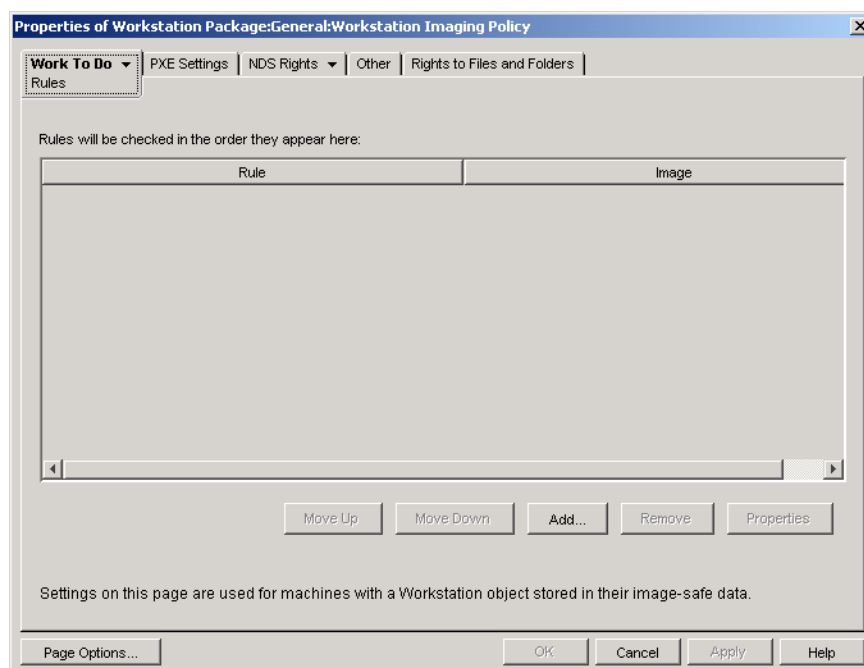 Properties of Workstation Package:General:Workstation Imaging Policy
Work To Do PXE Settings NDS Rights Other Rights to Files and Folders
Rules
Rules will be checked in the order they appear here:
Rule Image
Move Up Move Down Add... Remove Properties
Settings on this page are used for machines with a Workstation object stored in their image-safe data.
Page Options... OK Cancel Apply Help